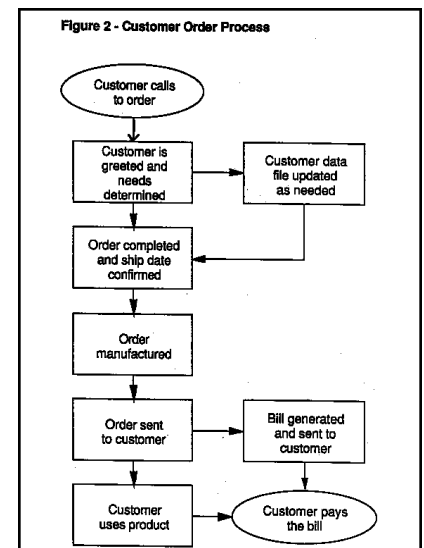 Figure 2 - Customer Order Process
Customer calls
to order
Customer is
greeted and
needs
determined
Customer data
file updated
as needed
Order completed
and ship date
confirmed
Order
manufactured
Order sent
to customer
Bill generated
and sent to
customer
Customer
uses product
Customer pays
the bill